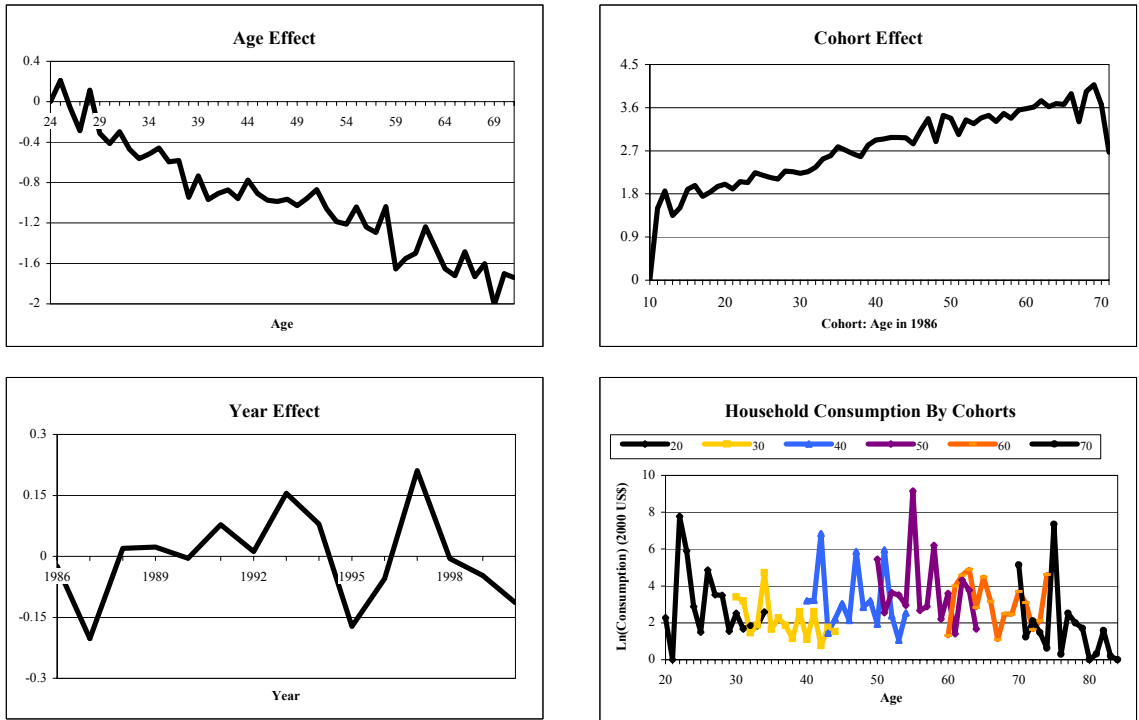 Age Effect
0.4
0
-0.4
-0.8
-1.2
-1.6
-2
24 29 34 39 44 49 54 59 64 69
Age
Cohort Effect
4.5
3.6
2.7
1.8
0.9
0
10 20 30 40 50 60 70
Cohort: Age in 1986
Year Effect
0.3
0.15
0
-0.15
-0.3
1986 1989 1992 1995 1998
Year
Household Consumption By Cohorts
20 30 40 50 60 70
Ln(Consumption) (2000 US$)
10
8
6
4
2
0
20 30 40 50 60 70 80
Age